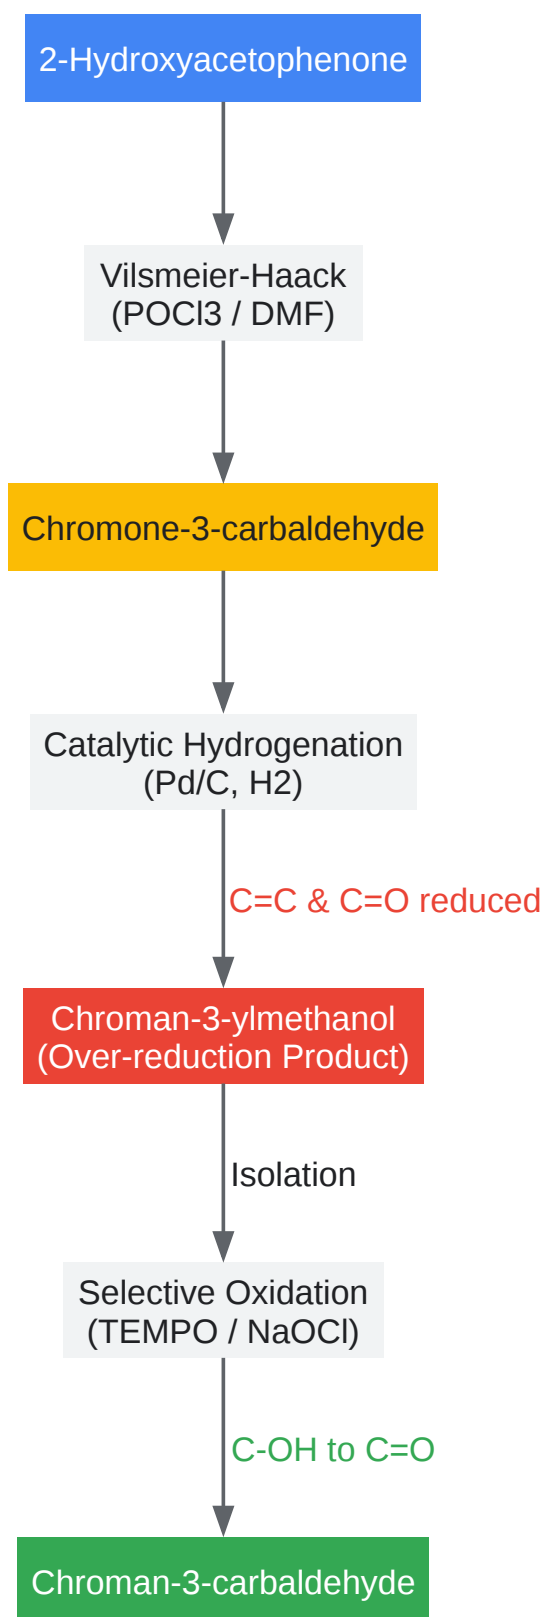 2-Hydroxyacetophenone
Vilsmeier-Haack
(POCl3 / DMF)
Chromone-3-carbaldehyde
Catalytic Hydrogenation
(Pd/C, H2)
C=C & C=O reduced
Chroman-3-ylmethanol
(Over-reduction Product)
Isolation
Selective Oxidation
(TEMPO / NaOCl)
C-OH to C=O
Chroman-3-carbaldehyde